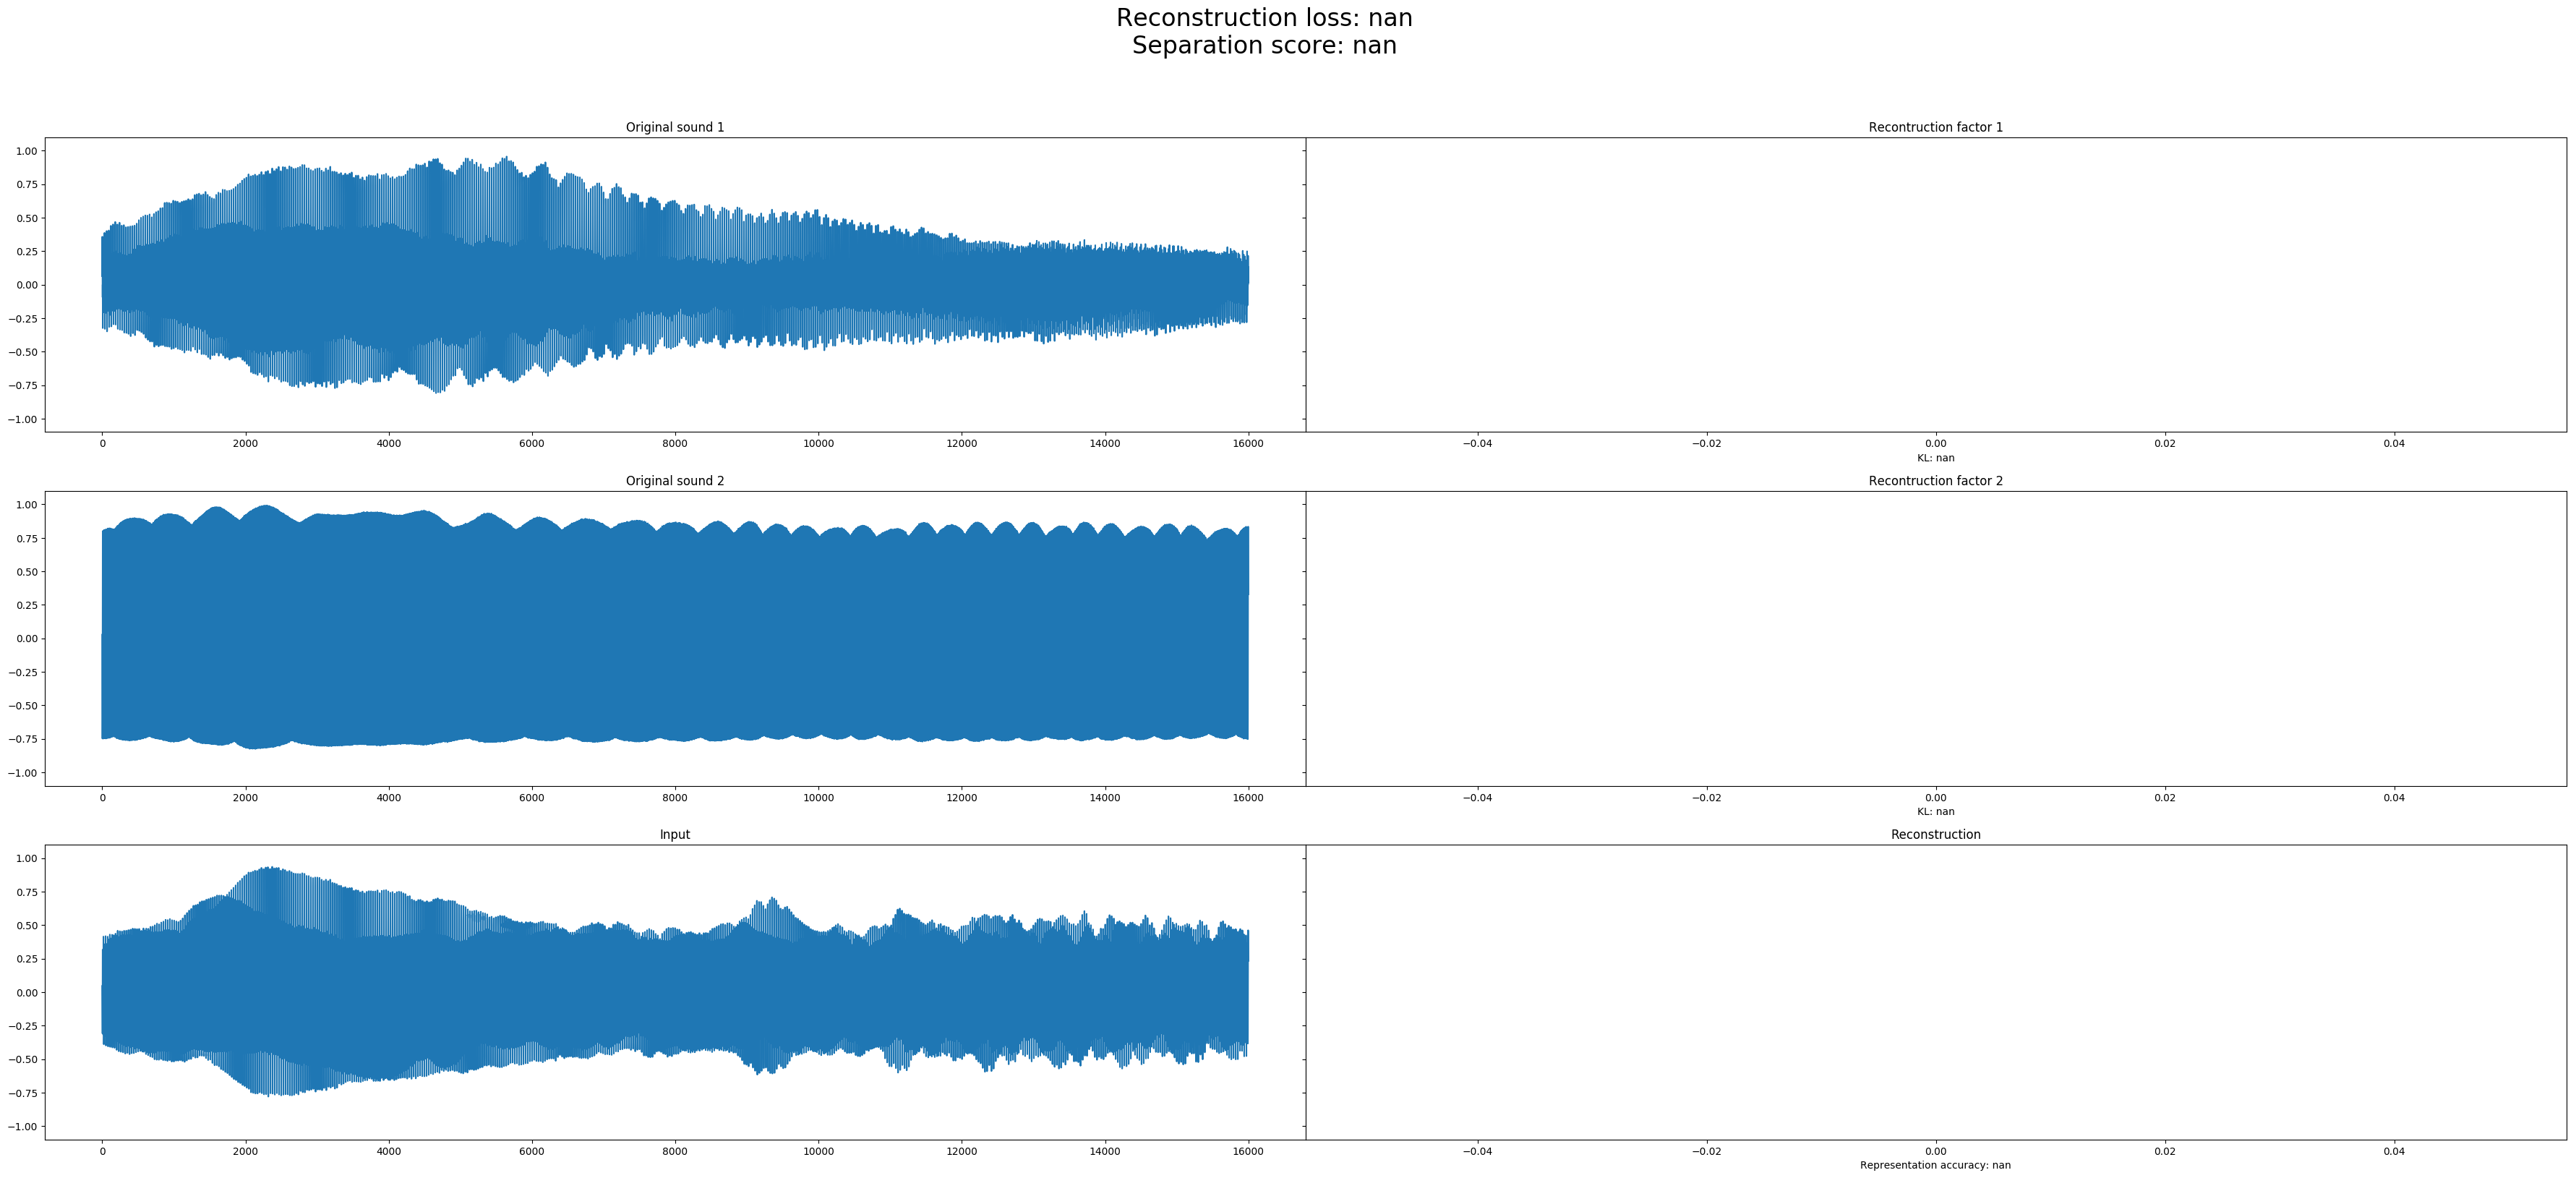 Reconstruction loss: nan
Separation score: nan
Original sound 1
Recontruction factor 1
1.00
0.75
0.50
0.25
0.00
−0.25
−0.50
−0.75
−1.00
0 2000 4000 6000 8000 10000 12000 14000 16000
−0.04 −0.02 0.00 0.02 0.04
KL: nan
Original sound 2
Recontruction factor 2
1.00
0.75
0.50
0.25
0.00
−0.25
−0.50
−0.75
−1.00
0 2000 4000 6000 8000 10000 12000 14000 16000
−0.04 −0.02 0.00 0.02 0.04
KL: nan
Input
Reconstruction
1.00
0.75
0.50
0.25
0.00
−0.25
−0.50
−0.75
−1.00
0 2000 4000 6000 8000 10000 12000 14000 16000
−0.04 −0.02 0.00 0.02 0.04
Representation accuracy: nan